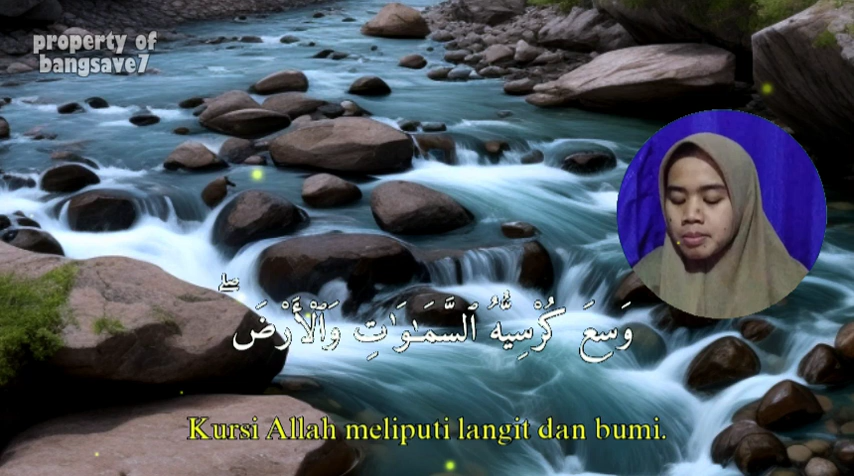 property of
bangsave7
وَسِعَ كُرْسِيُّهُ ٱلسَّمَـٰوَٰتِ وَٱلْأَرْضَ ۖ
Kursi Allah meliputi langit dan bumi.